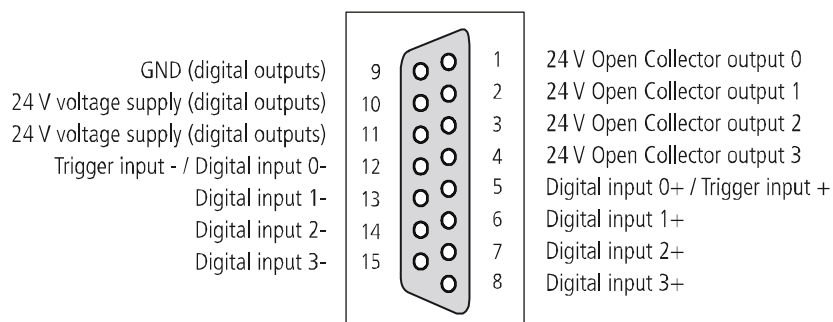 GND (digital outputs) 9
24 V voltage supply (digital outputs) 10
24 V voltage supply (digital outputs) 11
Trigger input - / Digital input 0- 12
Digital input 1- 13
Digital input 2- 14
Digital input 3- 15
1 24 V Open Collector output 0
2 24 V Open Collector output 1
3 24 V Open Collector output 2
4 24 V Open Collector output 3
5 Digital input 0+ / Trigger input +
6 Digital input 1+
7 Digital input 2+
8 Digital input 3+